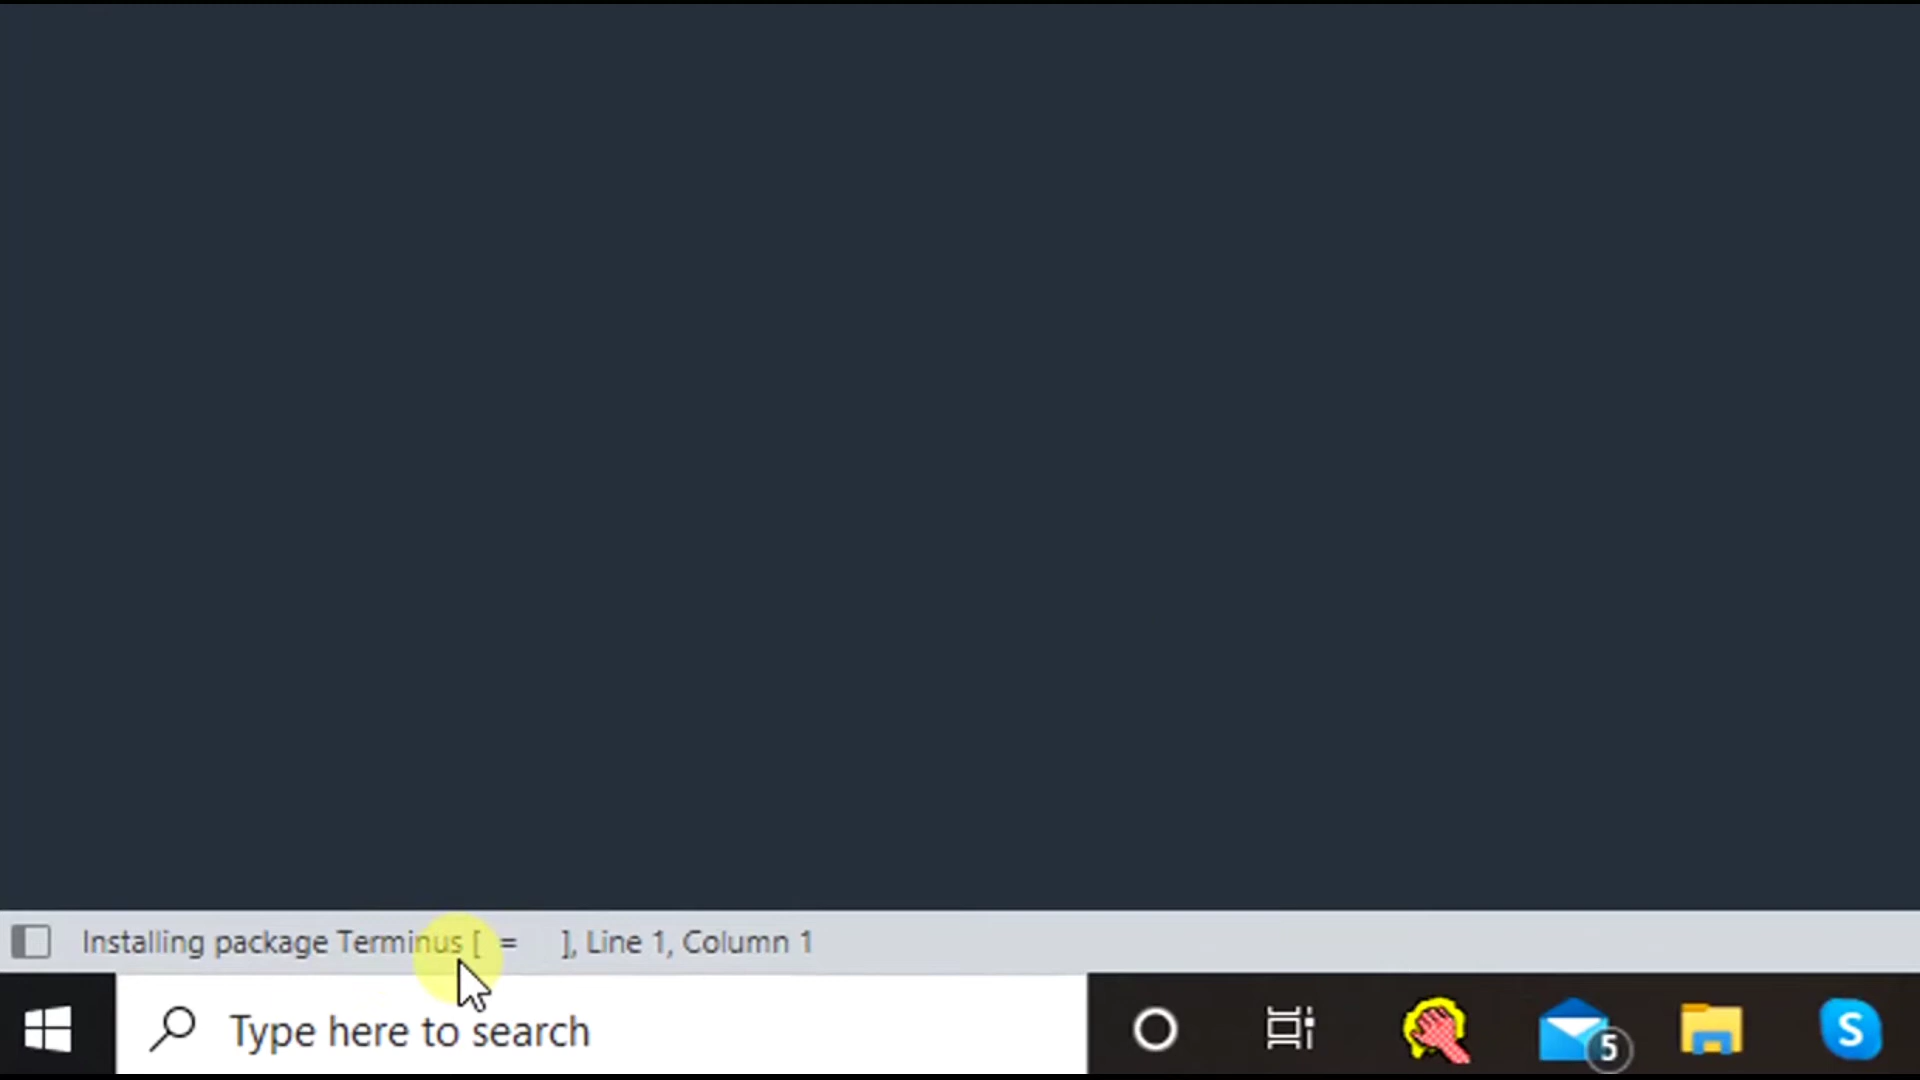 Installing package Terminus [  =    ], Line 1, Column 1
Type here to search
5
S